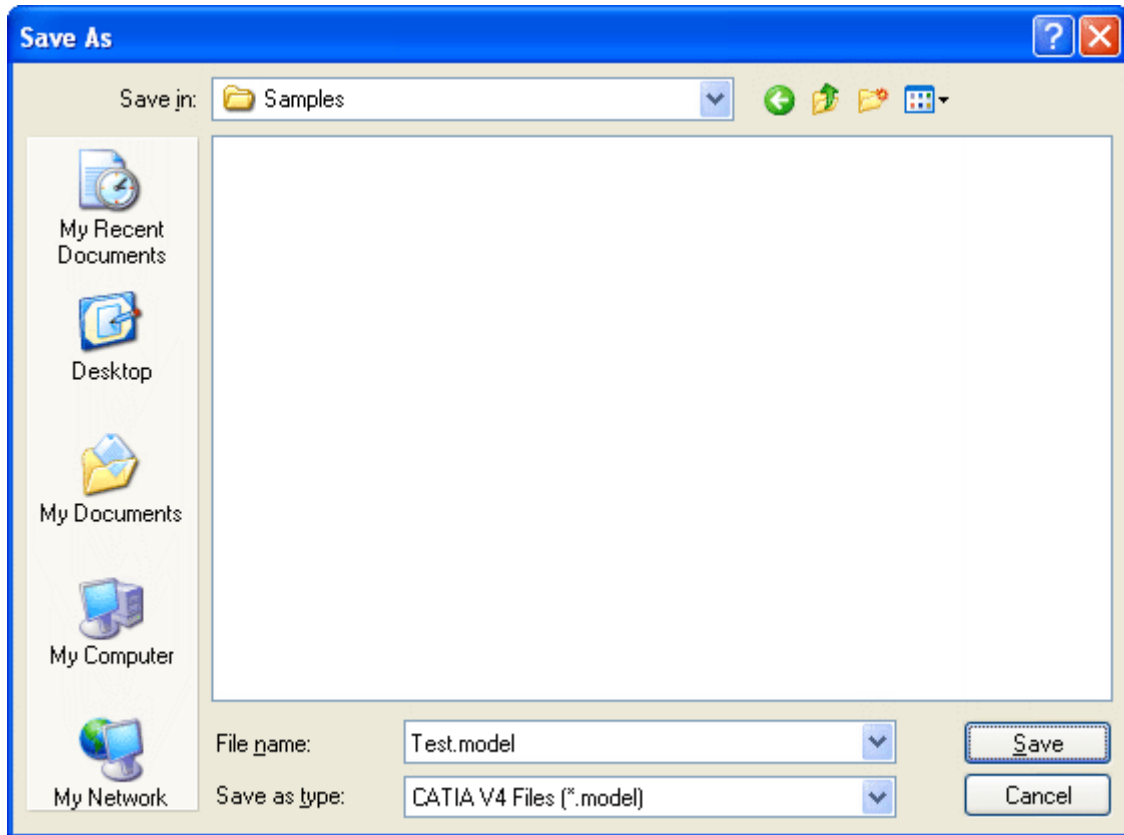 Save As
Save in: Samples
My Recent
Documents
Desktop
My Documents
My Computer
My Network
File name: Test.model Save
Save as type: CATIA V4 Files (*.model) Cancel